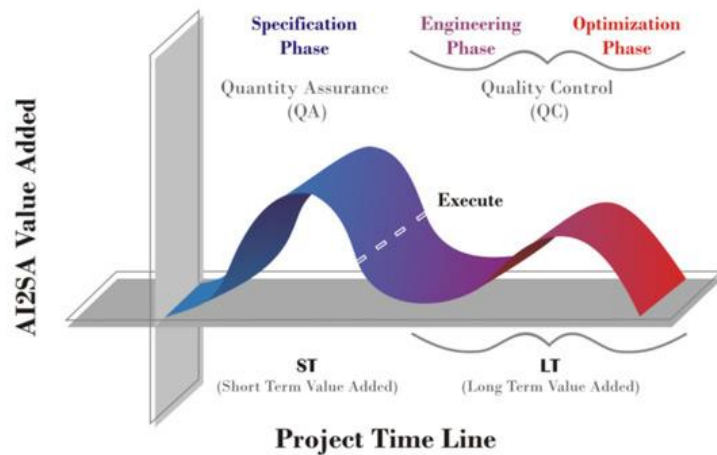 Specification
Phase
Engineering
Phase
Optimization
Phase
Quantity Assurance
(QA)
Quality Control
(QC)
AI2SA Value Added
Execute
ST
(Short Term Value Added)
LT
(Long Term Value Added)
Project Time Line